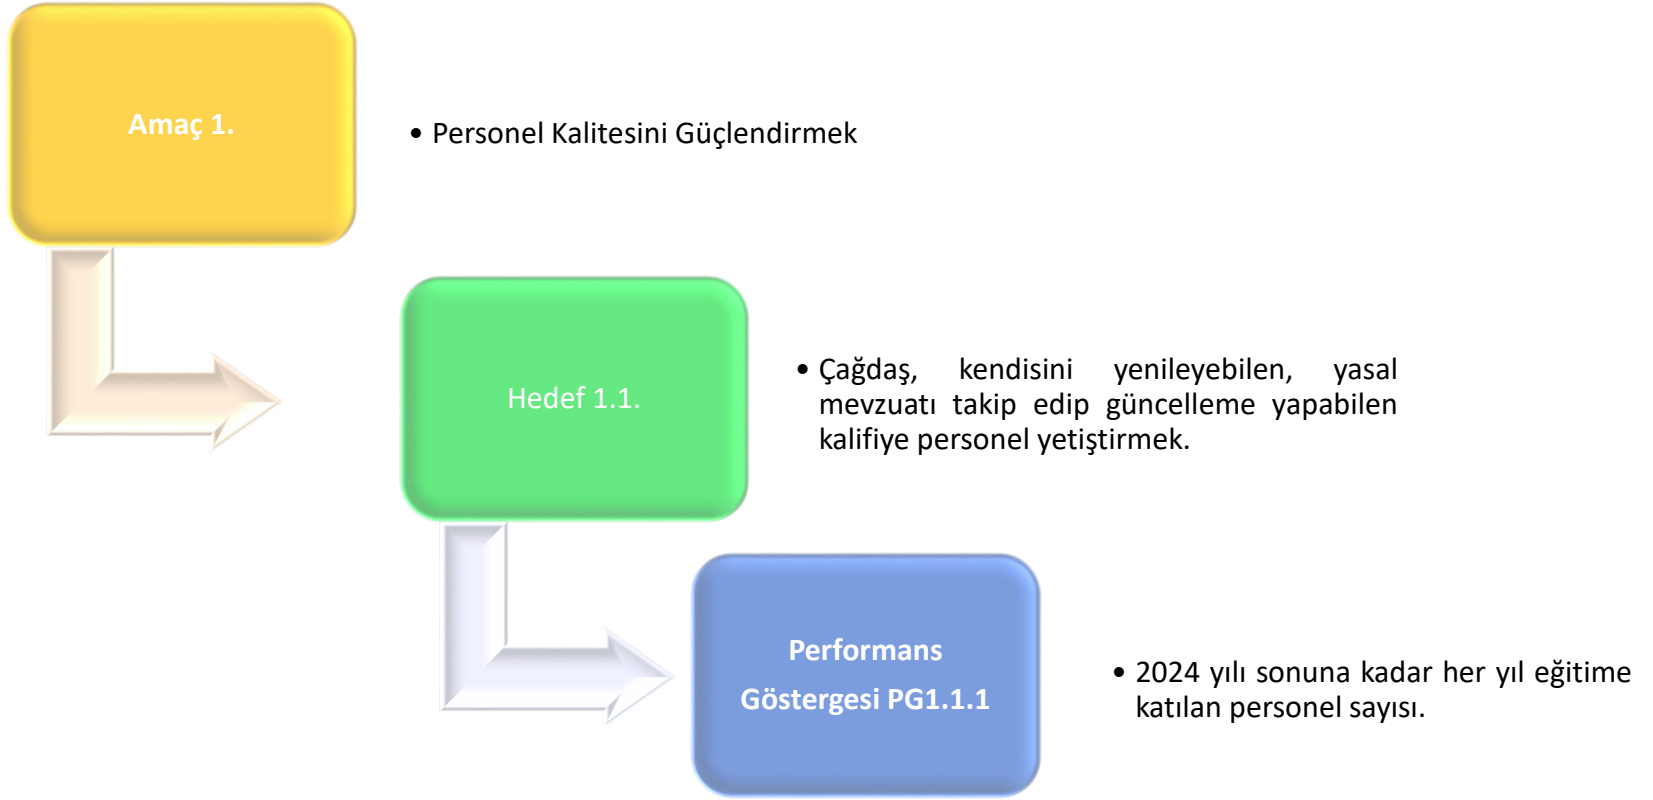 Amaç 1.
• Personel Kalitesini Güçlendirmek
Hedef 1.1.
• Çağdaş, kendisini yenileyebilen, yasal
mevzuatı takip edip güncelleme yapabilen
kalifiye personel yetiştirmek.
Performans
Göstergesi PG1.1.1
• 2024 yılı sonuna kadar her yıl eğitime
katılan personel sayısı.